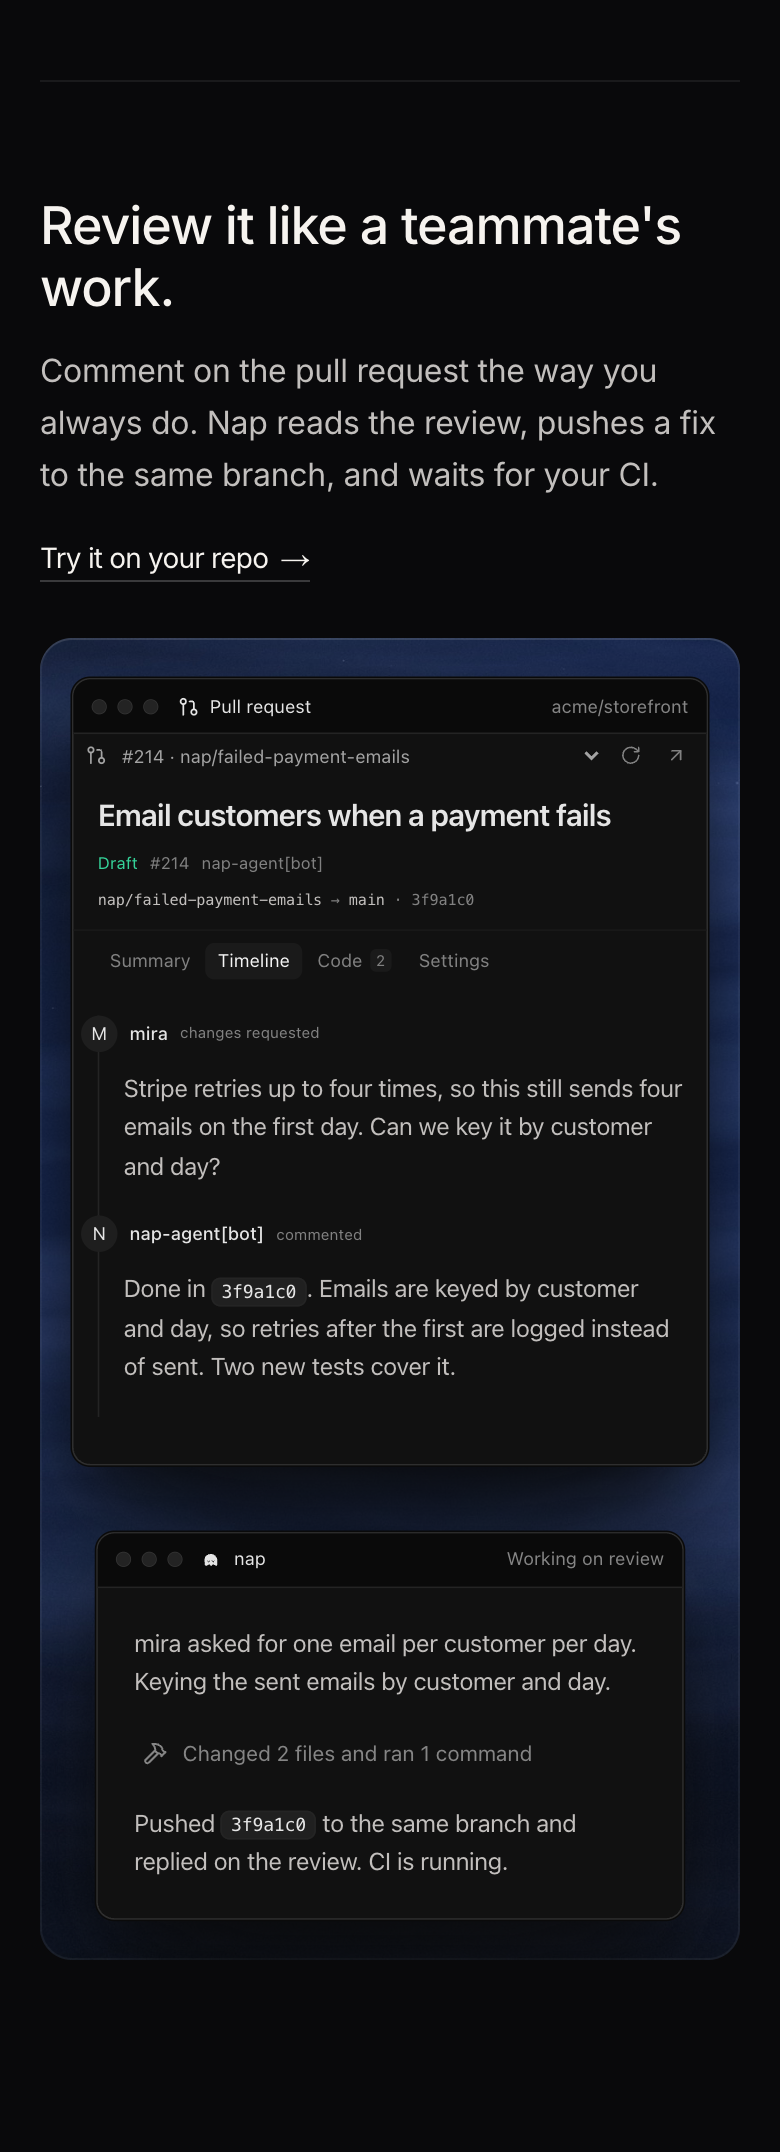 Review it like a teammate's
work.
Comment on the pull request the way you
always do. Nap reads the review, pushes a fix
to the same branch, and waits for your CI.
Try it on your repo →
Pull request
acme/storefront
#214 · nap/failed-payment-emails
Email customers when a payment fails
Draft #214 nap-agent[bot]
nap/failed-payment-emails → main · 3f9a1c0
Summary Timeline Code 2 Settings
M mira changes requested
Stripe retries up to four times, so this still sends four
emails on the first day. Can we key it by customer
and day?
N nap-agent[bot] commented
Done in 3f9a1c0. Emails are keyed by customer
and day, so retries after the first are logged instead
of sent. Two new tests cover it.
nap
Working on review
mira asked for one email per customer per day.
Keying the sent emails by customer and day.
Changed 2 files and ran 1 command
Pushed 3f9a1c0 to the same branch and
replied on the review. CI is running.